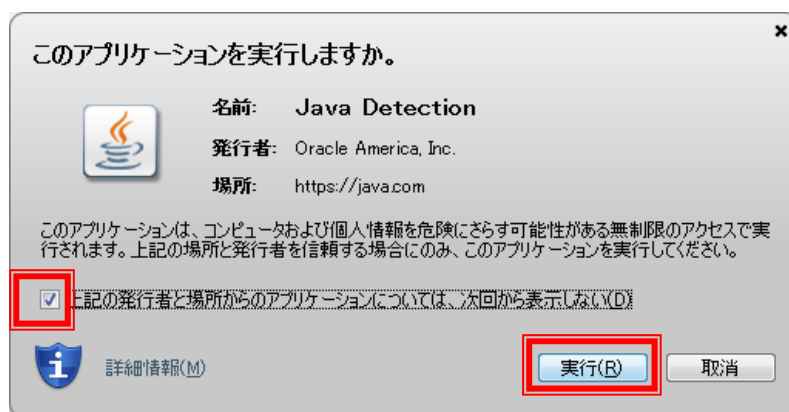 このアプリケーションを実行しますか。
名前: Java Detection
発行者: Oracle America, Inc.
場所: https://java.com
このアプリケーションは、コンピュータおよび個人情報を危険にさらす可能性がある無制限のアクセスで実
行されます。上記の場所と発行者を信頼する場合にのみ、このアプリケーションを実行してください。
上記の発行者と場所からのアプリケーションについては、次回から表示しない(D)
詳細情報(M) 実行(R) 取消